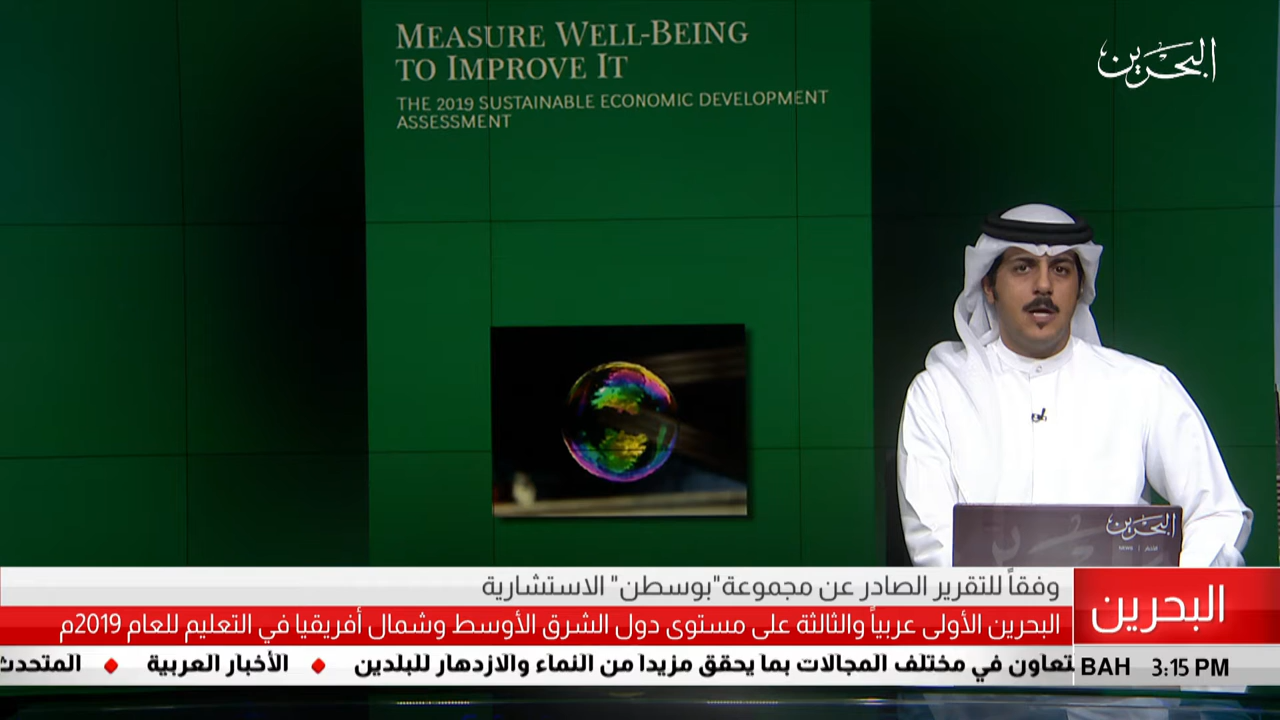 MEASURE WELL-BEING
TO IMPROVE IT
THE 2019 SUSTAINABLE ECONOMIC DEVELOPMENT
ASSESSMENT
البحرين
البحرين
وفقاً للتقرير الصادر عن مجموعة"بوسطن" الاستشارية
البحرين
البحرين الأولى عربياً والثالثة على مستوى دول الشرق الأوسط وشمال أفريقيا في التعليم للعام 2019م
تعاون في مختلف المجالات بما يحقق مزيداً من النماء والازدهار للبلدين ♦ الأخبار العربية ♦ المتحدث
BAH 3:15 PM